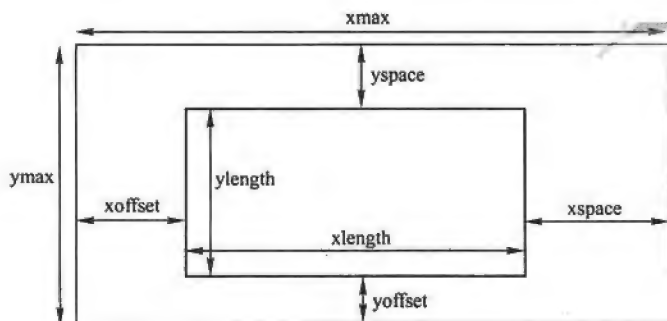 xmax
yspace
ymax
ylength
xoffset
xspace
xlength
yoffset